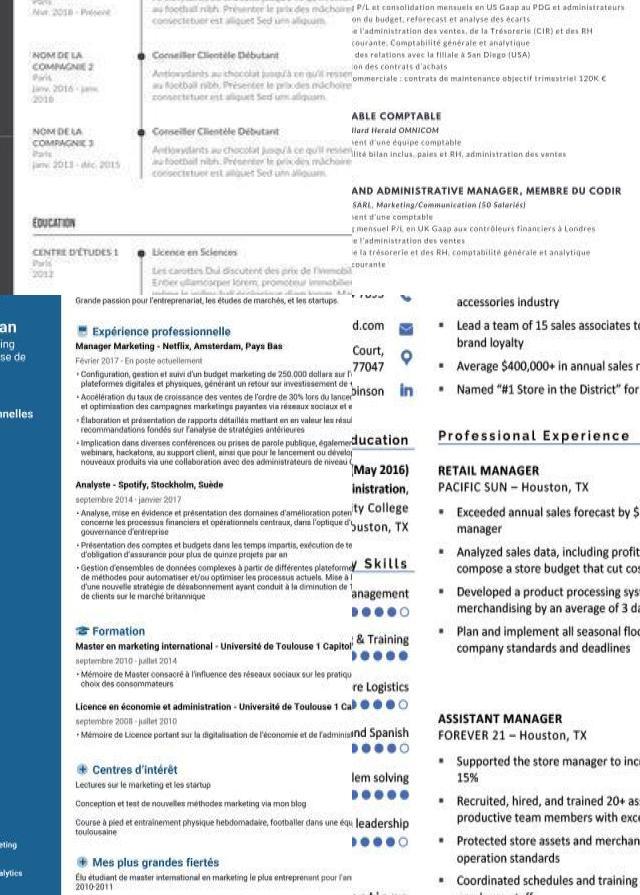 Paris
févr. 2018 - Présent
au football nibh. Présenter le prix des mâchoires
consectetuer est aliquet Sed urn aliquam.
NOM DE LA
COMPAGNIE 2
Paris
janv. 2016 - janv.
2018
Conseiller Clientèle Débutant
Antioxydants au chocolat jusqu'à ce qu'il ressen
au football nibh. Présenter le prix des mâchoire
consectetuer est aliquet Sed urn aliquam.
NOM DE LA
COMPAGNIE 3
Paris
janv. 2013 - déc. 2015
Conseiller Clientèle Débutant
Antioxydants au chocolat jusqu'à ce qu'il ressen
au football nibh. Présenter le prix des mâchoire
consectetuer est aliquet Sed urn aliquam.
ÉDUCATION
CENTRE D'ÉTUDES 1
Paris
2012
Licence en Sciences
Les carottes Dui discutent des prix de l'immobil
Entier ullamcorper lorem, promoteur immobilier
P/L et consolidation mensuels en US Gaap au PDG et administrateurs
on du budget, reforecast et analyse des écarts
e l'administration des ventes, de la Trésorerie (CIR) et des RH
courante, Comptabilité générale et analytique
des relations avec la filiale à San Diego (USA)
on des contrats d'achats
ommerciale : contrats de maintenance objectif trimestriel 120K €
ABLE COMPTABLE
llard Herald OMNICOM
ent d'une équipe comptable
lité bilan inclus, paies et RH, administration des ventes
AND ADMINISTRATIVE MANAGER, MEMBRE DU CODIR
SARL, Marketing/Communication (50 Salariés)
ent d'une comptable
mensuel P/L en UK Gaap aux contrôleurs financiers à Londres
e l'administration des ventes
e la trésorerie et des RH, comptabilité générale et analytique
courante
an
ing
se de
nnelles
eting
alytics
Grande passion pour l'entreprenariat, les études de marchés, et les startups.
Expérience professionnelle
Manager Marketing - Netflix, Amsterdam, Pays Bas
Février 2017 - En poste actuellement
• Configuration, gestion et suivi d'un budget marketing de 250.000 dollars sur l'
plateformes digitales et physiques, générant un retour sur investissement de
• Accélération du taux de croissance des ventes de l'ordre de 30% lors du lance
et optimisation des campagnes marketings payantes via réseaux sociaux et e
• Élaboration et présentation de rapports détaillés mettant en en valeur les résu
recommandations fondés sur l'analyse de stratégies antérieures
• Implication dans diverses conférences ou prises de parole publique, égaleme
webinars, hackatons, au support client, ainsi que pour le lancement ou dévelo
nouveaux produits via une collaboration avec des administrateurs de niveau
Analyste - Spotify, Stockholm, Suède
septembre 2014 - janvier 2017
• Analyse, mise en évidence et présentation des domaines d'amélioration poten
concerne les processus financiers et opérationnels centraux, dans l'optique d'
gouvernance d'entreprise
• Présentation des comptes et budgets dans les temps impartis, exécution de te
d'obligation d'assurance pour plus de quinze projets par an
• Gestion d'ensembles de données complexes à partir de différentes plateforme
de méthodes pour automatiser et/ou optimiser les processus actuels. Mise à l
d'une nouvelle stratégie de désabonnement ayant conduit à la diminution de
de clients sur le marché britannique
Formation
Master en marketing international - Université de Toulouse 1 Capitol
septembre 2010 - juillet 2014
• Mémoire de Master consacré à l'influence des réseaux sociaux sur les pratiqu
choix des consommateurs
Licence en économie et administration - Université de Toulouse 1 Ca
septembre 2008 - juillet 2010
• Mémoire de Licence portant sur la digitalisation de l'économie et de l'adminis
Centres d'intérêt
Lectures sur le marketing et les startup
Conception et test de nouvelles méthodes marketing via mon blog
Course à pied et entraînement physique hebdomadaire, footballer dans une équ
toulousaine
Mes plus grandes fiertés
Élu étudiant de master international en marketing le plus entreprenant pour l'an
2010-2011
d.com
Court,
77047
binson
in
ducation
(May 2016)
inistration,
ity College
ouston, TX
y Skills
anagement
& Training
re Logistics
nd Spanish
lem solving
leadership
accessories industry
▪ Lead a team of 15 sales associates to
brand loyalty
▪ Average $400,000+ in annual sales r
▪ Named "#1 Store in the District" for
Professional Experience
RETAIL MANAGER
PACIFIC SUN – Houston, TX
▪ Exceeded annual sales forecast by $
manager
▪ Analyzed sales data, including profit
compose a store budget that cut cos
▪ Developed a product processing sys
merchandising by an average of 3 da
▪ Plan and implement all seasonal floo
company standards and deadlines
ASSISTANT MANAGER
FOREVER 21 – Houston, TX
▪ Supported the store manager to inc
15%
▪ Recruited, hired, and trained 20+ as
productive team members with exce
▪ Protected store assets and merchan
operation standards
▪ Coordinated schedules and training